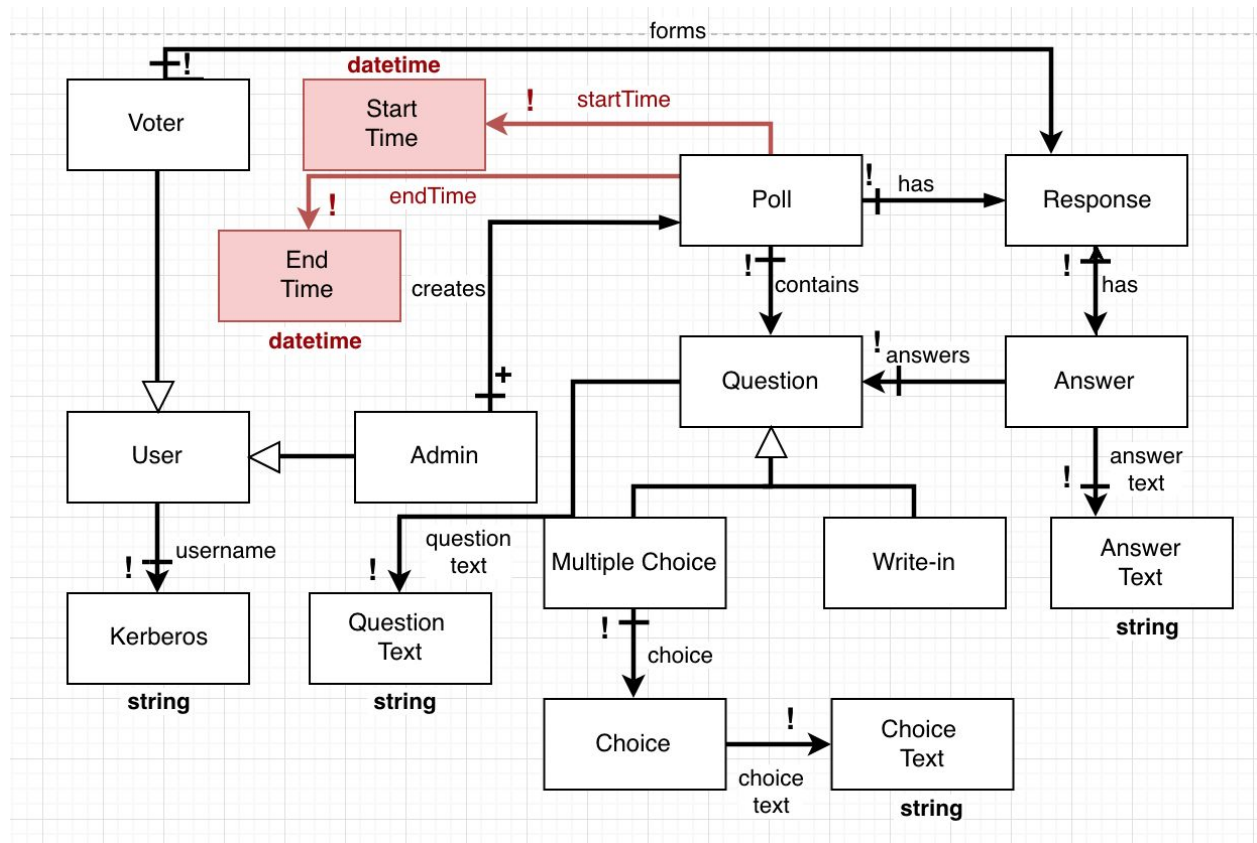 forms
!
datetime
Voter
Start
Time
! startTime
Poll
! has
Response
endTime
!
End
Time
datetime
creates
! contains
! has
+
! answers
Question
Answer
User
Admin
! answer
text
! username
question
text
!
Multiple Choice
Write-in
Answer
Text
string
Kerberos
string
Question
Text
string
! choice
Choice
!
choice
text
Choice
Text
string